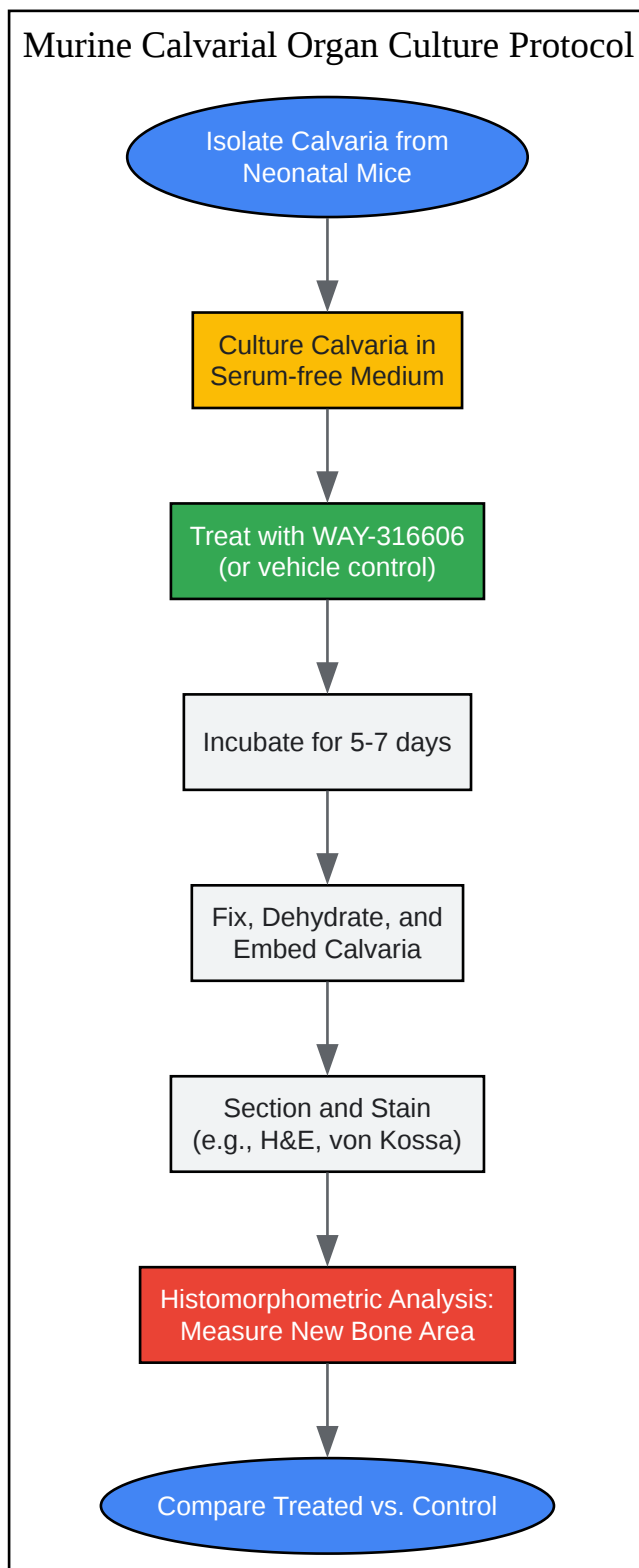 Murine Calvarial Organ Culture Protocol
Isolate Calvaria from
Neonatal Mice
Culture Calvaria in
Serum-free Medium
Treat with WAY-316606
(or vehicle control)
Incubate for 5-7 days
Fix, Dehydrate, and
Embed Calvaria
Section and Stain
(e.g., H&E, von Kossa)
Histomorphometric Analysis:
Measure New Bone Area
Compare Treated vs. Control